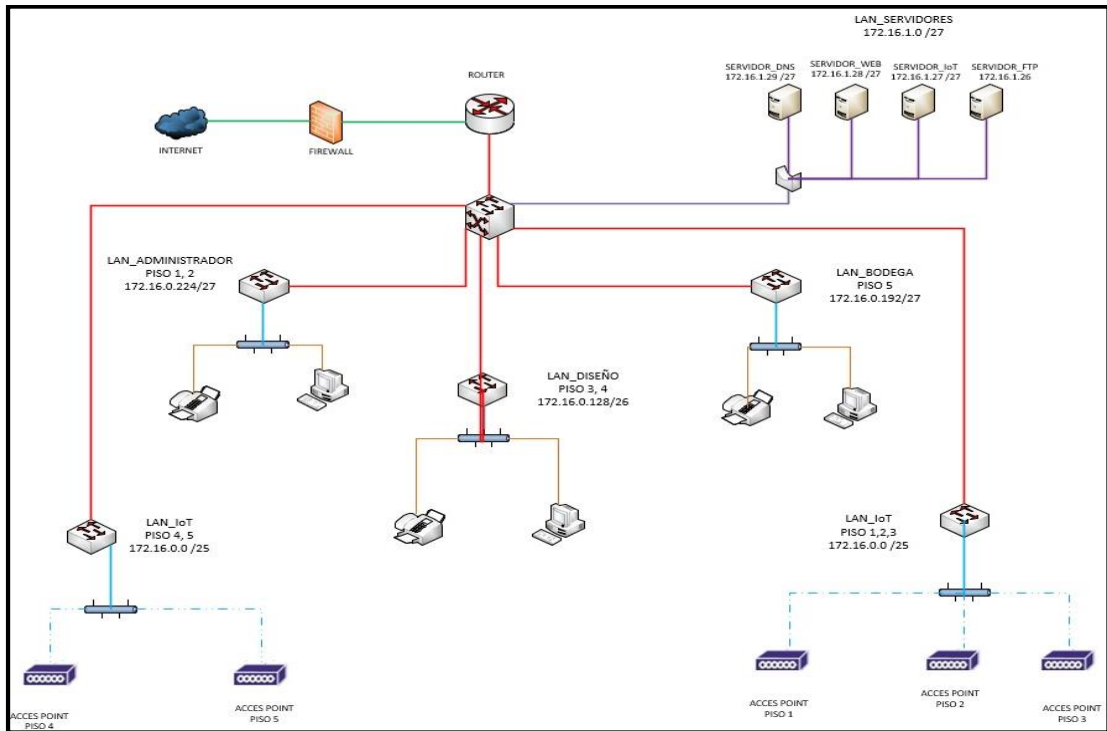 LAN_SERVIDORES
172.16.1.0 /27
SERVIDOR_DNS
172.16.1.29 /27
SERVIDOR_WEB
172.16.1.28 /27
SERVIDOR_IoT
172.16.1.27 /27
SERVIDOR_FTP
172.16.1.26
ROUTER
INTERNET
FIREWALL
LAN_ADMINISTRADOR
PISO 1, 2
172.16.0.224/27
LAN_BODEGA
PISO 5
172.16.0.192/27
LAN_DISEÑO
PISO 3, 4
172.16.0.128/26
LAN_IoT
PISO 4, 5
172.16.0.0 /25
LAN_IoT
PISO 1,2,3
172.16.0.0 /25
ACCES POINT
PISO 4
ACCES POINT
PISO 5
ACCES POINT
PISO 1
ACCES POINT
PISO 2
ACCES POINT
PISO 3